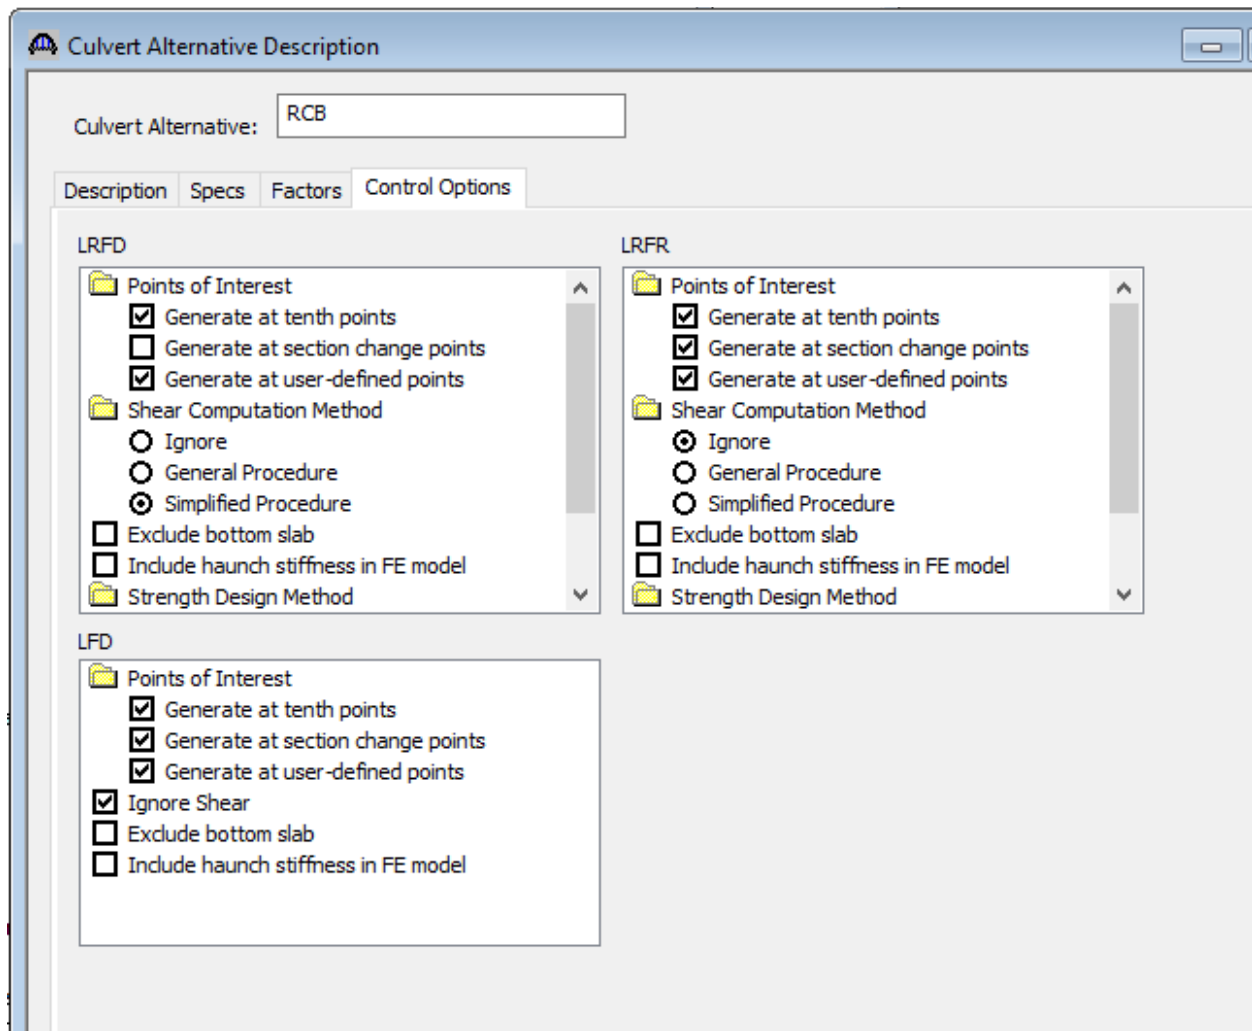 Culvert Alternative Description
Culvert Alternative: RCB
Description Specs Factors Control Options
LRFD
Points of Interest
Generate at tenth points
Generate at section change points
Generate at user-defined points
Shear Computation Method
Ignore
General Procedure
Simplified Procedure
Exclude bottom slab
Include haunch stiffness in FE model
Strength Design Method
LRFR
Points of Interest
Generate at tenth points
Generate at section change points
Generate at user-defined points
Shear Computation Method
Ignore
General Procedure
Simplified Procedure
Exclude bottom slab
Include haunch stiffness in FE model
Strength Design Method
LFD
Points of Interest
Generate at tenth points
Generate at section change points
Generate at user-defined points
Ignore Shear
Exclude bottom slab
Include haunch stiffness in FE model